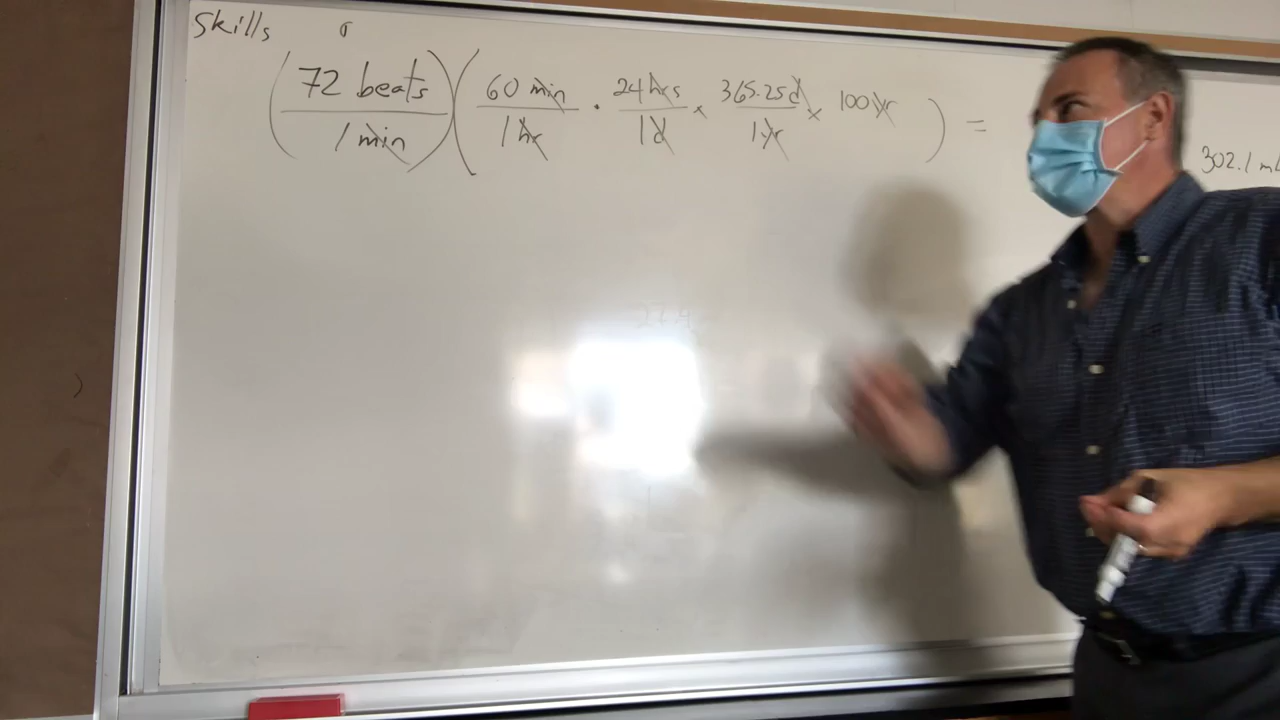 Skills
(72 beats / 1 min) (60 min / 1 hr · 24 hrs / 1 d × 365.25 d / 1 yr × 100 yr) =
302.1 mL